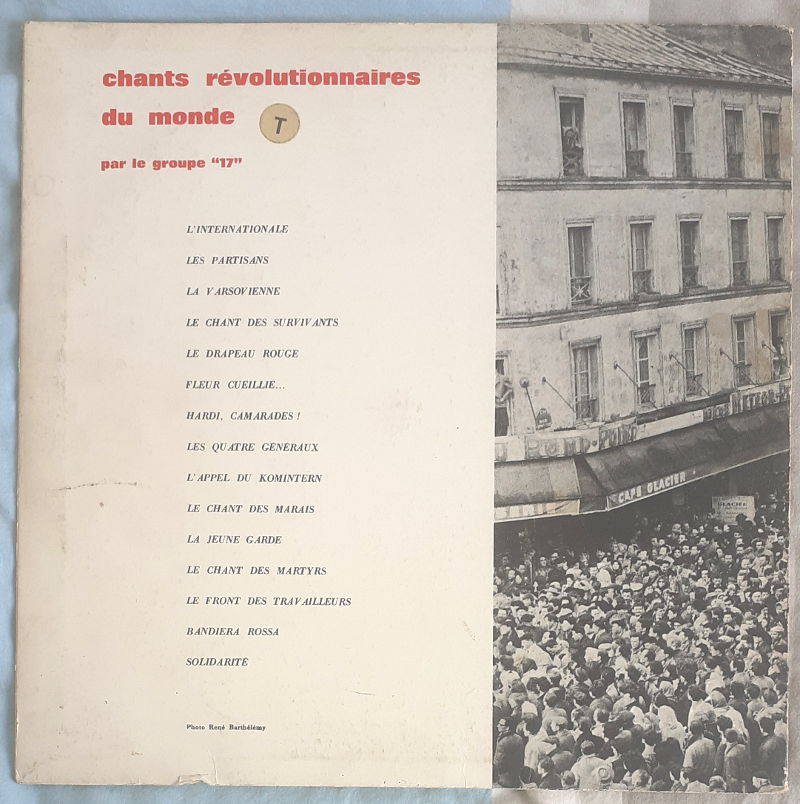 chants révolutionnaires
du monde
T
par le groupe "17"
L'INTERNATIONALE
LES PARTISANS
LA VARSOVIENNE
LE CHANT DES SURVIVANTS
LE DRAPEAU ROUGE
FLEUR CUEILLIE...
HARDI, CAMARADES !
LES QUATRE GÉNÉRAUX
L'APPEL DU KOMINTERN
LE CHANT DES MARAIS
LA JEUNE GARDE
LE CHANT DES MARTYRS
LE FRONT DES TRAVAILLEURS
BANDIERA ROSSA
SOLIDARITÉ
Photo René Barthélémy
CAFÉ GLACIER
GLACIER